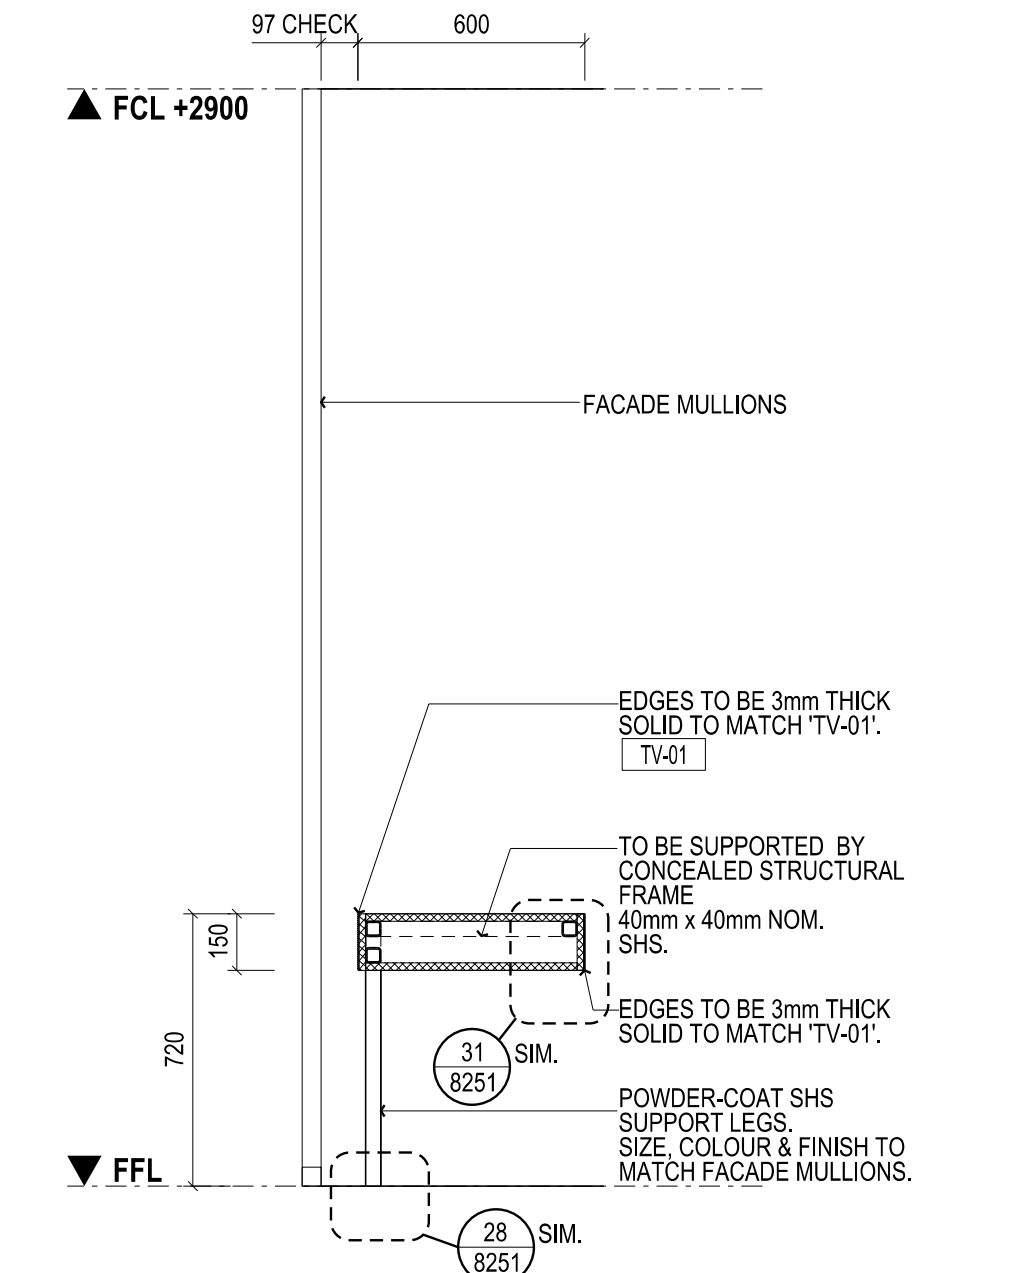 97 CHECK
600
FCL +2900
FACADE MULLIONS
EDGES TO BE 3mm THICK
SOLID TO MATCH 'TV-01'.
TV-01
TO BE SUPPORTED BY
CONCEALED STRUCTURAL
FRAME
40mm x 40mm NOM.
SHS.
150
720
EDGES TO BE 3mm THICK
SOLID TO MATCH 'TV-01'.
31
8251
SIM.
POWDER-COAT SHS
SUPPORT LEGS.
SIZE, COLOUR & FINISH TO
MATCH FACADE MULLIONS.
FFL
28
8251
SIM.